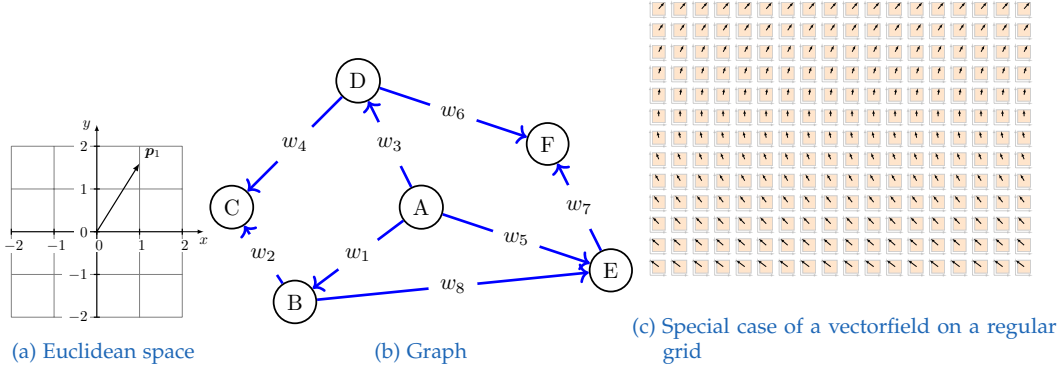 y
2
p₁
1
0
−2
−1
0
1
2
x
−1
−2
(a) Euclidean space
D
w₆
w₄
w₃
F
C
A
w₇
w₅
w₂
w₁
E
w₈
B
(b) Graph
(c) Special case of a vectorfield on a regular
grid